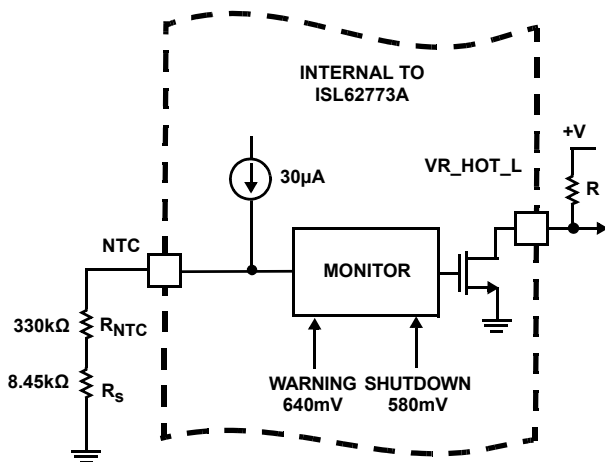 INTERNAL TO
ISL62773A
+V
VR_HOT_L
30µA
R
NTC
MONITOR
330kΩ
RNTC
8.45kΩ
Rs
WARNING
640mV
SHUTDOWN
580mV